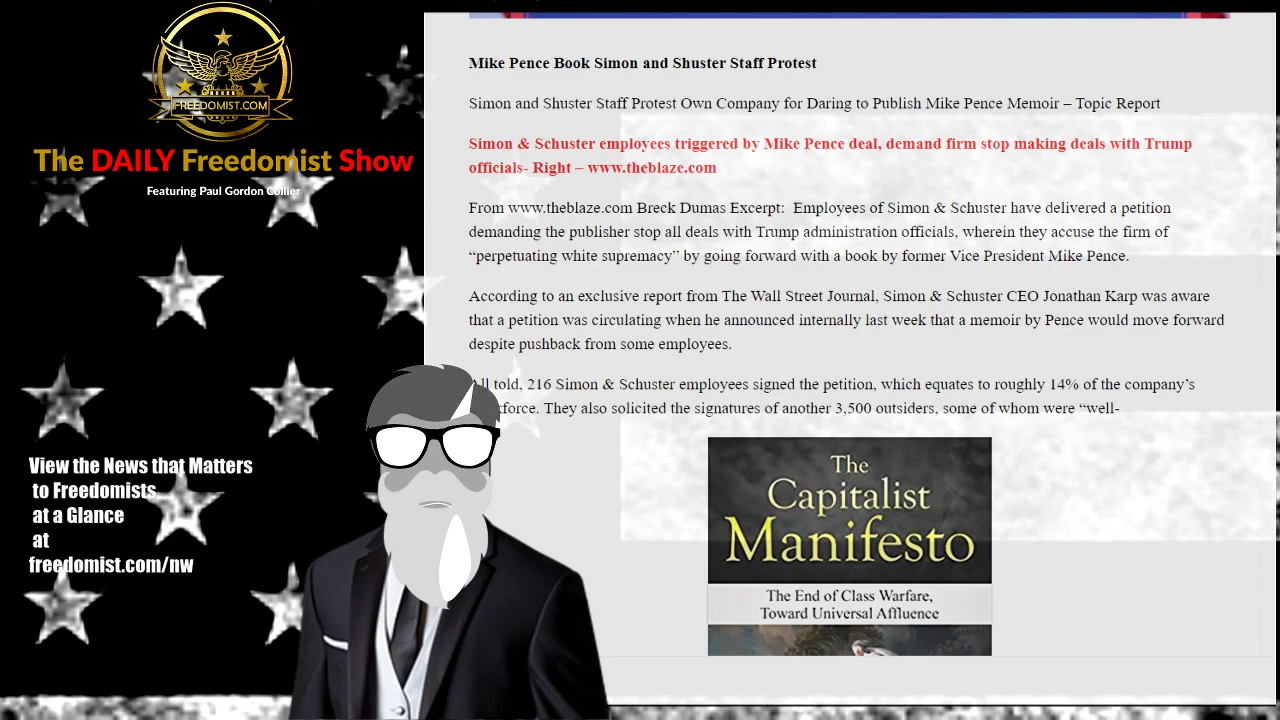 FREEDOMIST.COM
The DAILY Freedomist Show
Featuring Paul Gordon Collier
View the News that Matters
to Freedomists
at a Glance
at
freedomist.com/nw
Mike Pence Book Simon and Shuster Staff Protest
Simon and Shuster Staff Protest Own Company for Daring to Publish Mike Pence Memoir – Topic Report
Simon & Schuster employees triggered by Mike Pence deal, demand firm stop making deals with Trump
officials- Right – www.theblaze.com
From www.theblaze.com Breck Dumas Excerpt:  Employees of Simon & Schuster have delivered a petition
demanding the publisher stop all deals with Trump administration officials, wherein they accuse the firm of
“perpetuating white supremacy” by going forward with a book by former Vice President Mike Pence.
According to an exclusive report from The Wall Street Journal, Simon & Schuster CEO Jonathan Karp was aware
that a petition was circulating when he announced internally last week that a memoir by Pence would move forward
despite pushback from some employees.
All told, 216 Simon & Schuster employees signed the petition, which equates to roughly 14% of the company’s
kforce. They also solicited the signatures of another 3,500 outsiders, some of whom were “well-
The
Capitalist
Manifesto
The End of Class Warfare,
Toward Universal Affluence